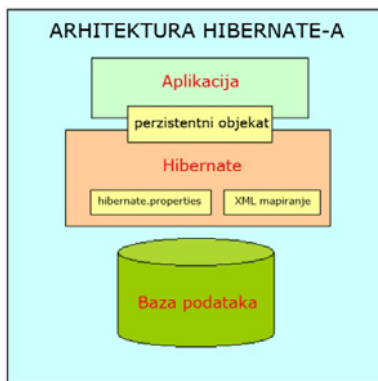 ARHITEKTURA HIBERNATE-A
Aplikacija
perzistentni objekat
Hibernate
hibernate.properties
XML mapiranje
Baza podataka